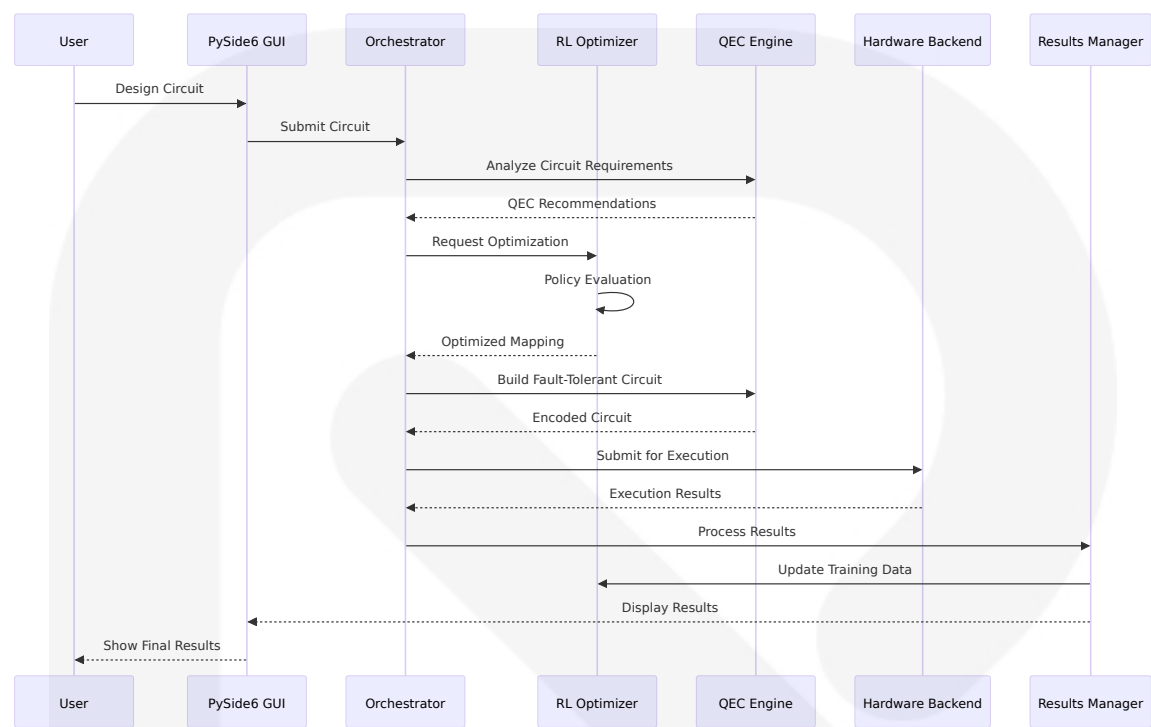 User
PySide6 GUI
Orchestrator
RL Optimizer
QEC Engine
Hardware Backend
Results Manager
Design Circuit
Submit Circuit
Analyze Circuit Requirements
QEC Recommendations
Request Optimization
Policy Evaluation
Optimized Mapping
Build Fault-Tolerant Circuit
Encoded Circuit
Submit for Execution
Execution Results
Process Results
Update Training Data
Display Results
Show Final Results
User
PySide6 GUI
Orchestrator
RL Optimizer
QEC Engine
Hardware Backend
Results Manager